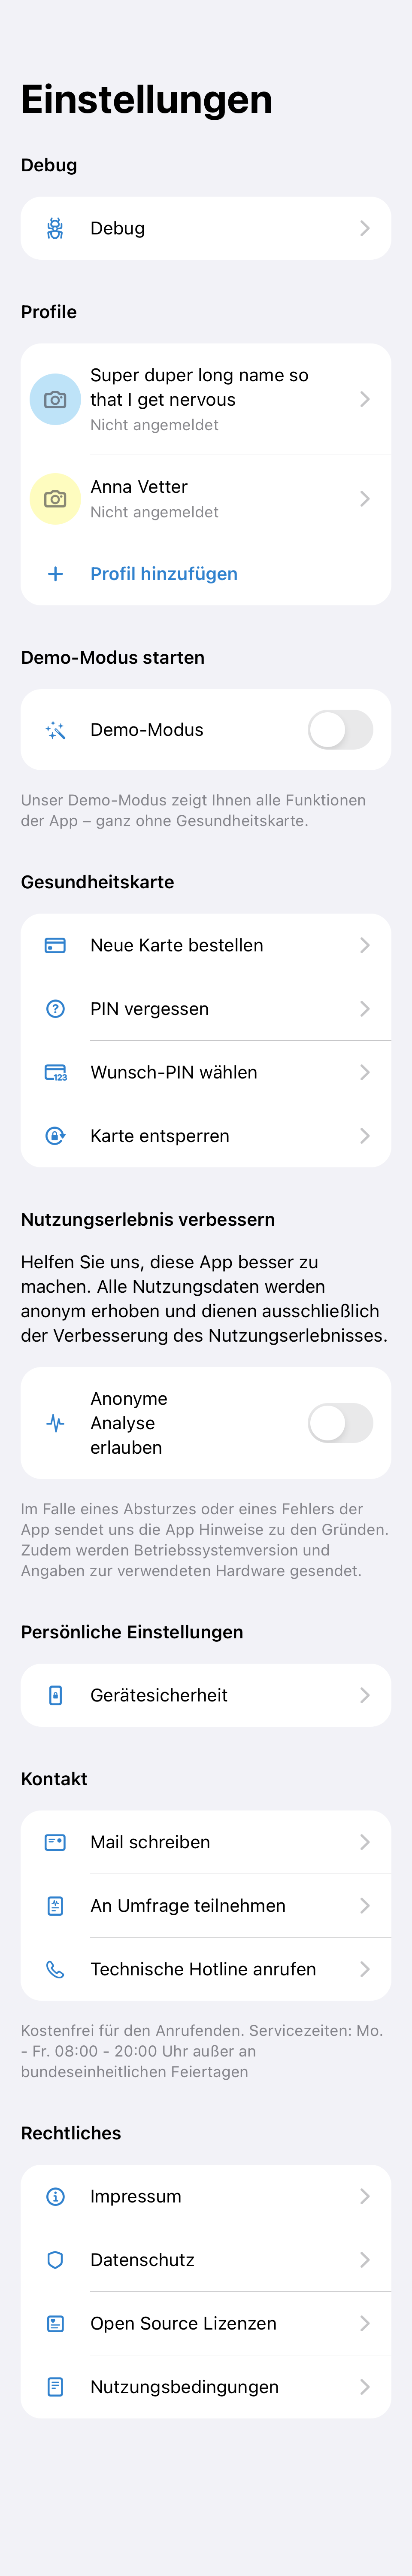 Einstellungen
Debug
Debug
Profile
Super duper long name so
that I get nervous
Nicht angemeldet
Anna Vetter
Nicht angemeldet
Profil hinzufügen
Demo-Modus starten
Demo-Modus
Unser Demo-Modus zeigt Ihnen alle Funktionen
der App – ganz ohne Gesundheitskarte.
Gesundheitskarte
Neue Karte bestellen
PIN vergessen
123
Wunsch-PIN wählen
Karte entsperren
Nutzungserlebnis verbessern
Helfen Sie uns, diese App besser zu
machen. Alle Nutzungsdaten werden
anonym erhoben und dienen ausschließlich
der Verbesserung des Nutzungserlebnisses.
Anonyme
Analyse
erlauben
Im Falle eines Absturzes oder eines Fehlers der
App sendet uns die App Hinweise zu den Gründen.
Zudem werden Betriebssystemversion und
Angaben zur verwendeten Hardware gesendet.
Persönliche Einstellungen
Gerätesicherheit
Kontakt
Mail schreiben
An Umfrage teilnehmen
Technische Hotline anrufen
Kostenfrei für den Anrufenden. Servicezeiten: Mo.
- Fr. 08:00 - 20:00 Uhr außer an
bundeseinheitlichen Feiertagen
Rechtliches
Impressum
Datenschutz
Open Source Lizenzen
Nutzungsbedingungen